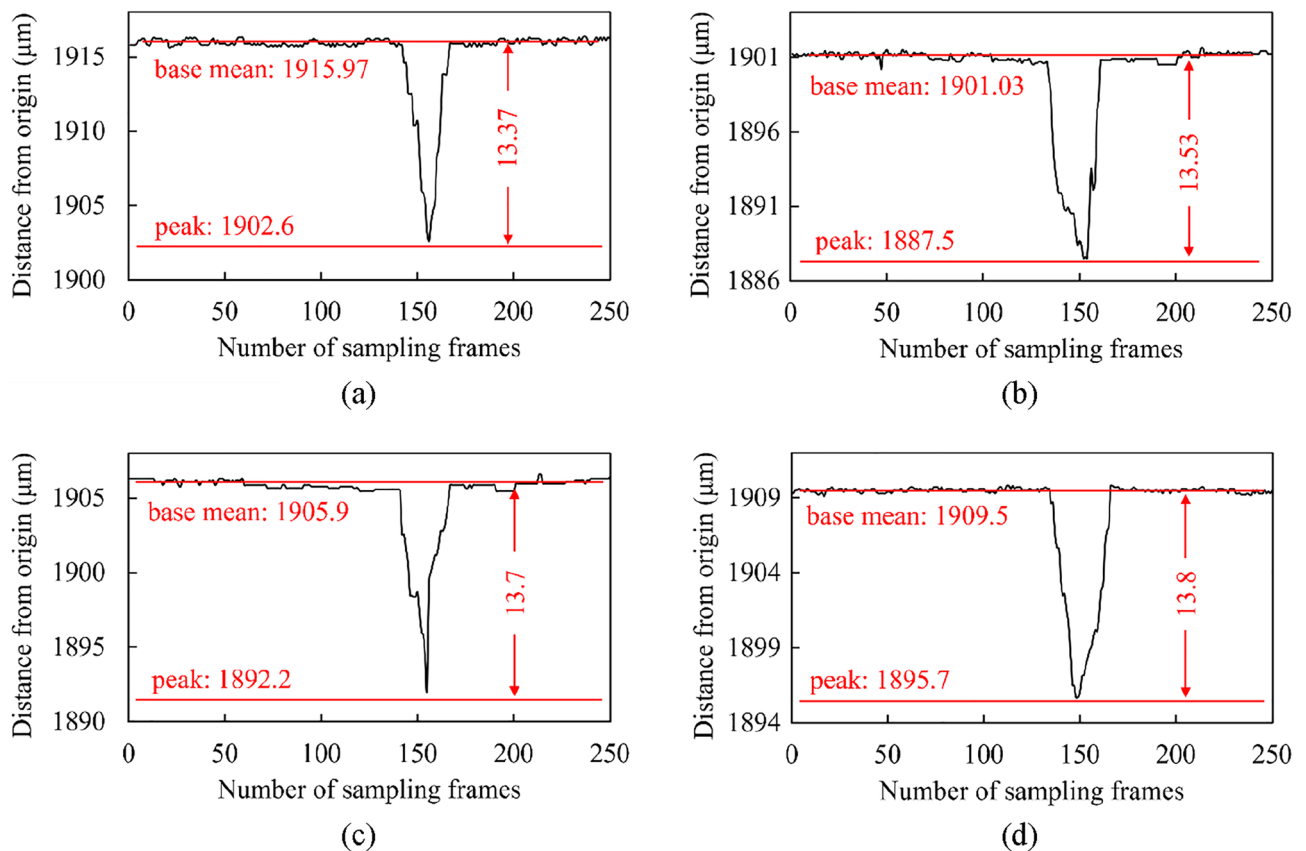 Distance from origin (μm)
1915
1910
1905
1900
base mean: 1915.97
13.37
peak: 1902.6
0 50 100 150 200 250
Number of sampling frames
(a)
Distance from origin (μm)
1901
1896
1891
1886
base mean: 1901.03
13.53
peak: 1887.5
0 50 100 150 200 250
Number of sampling frames
(b)
Distance from origin (μm)
1905
1900
1895
1890
base mean: 1905.9
13.7
peak: 1892.2
0 50 100 150 200 250
Number of sampling frames
(c)
Distance from origin (μm)
1909
1904
1899
1894
base mean: 1909.5
13.8
peak: 1895.7
0 50 100 150 200 250
Number of sampling frames
(d)